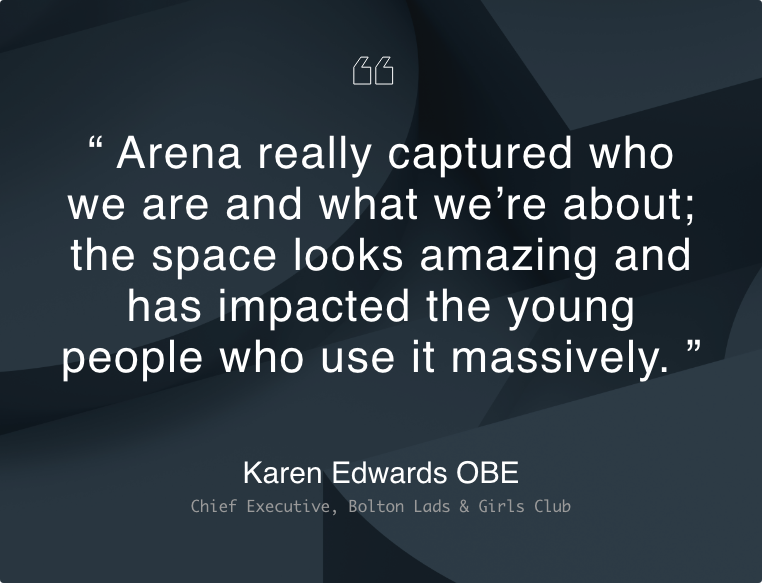 “ Arena really captured who
we are and what we’re about;
the space looks amazing and
has impacted the young
people who use it massively. ”
Karen Edwards OBE
Chief Executive, Bolton Lads & Girls Club